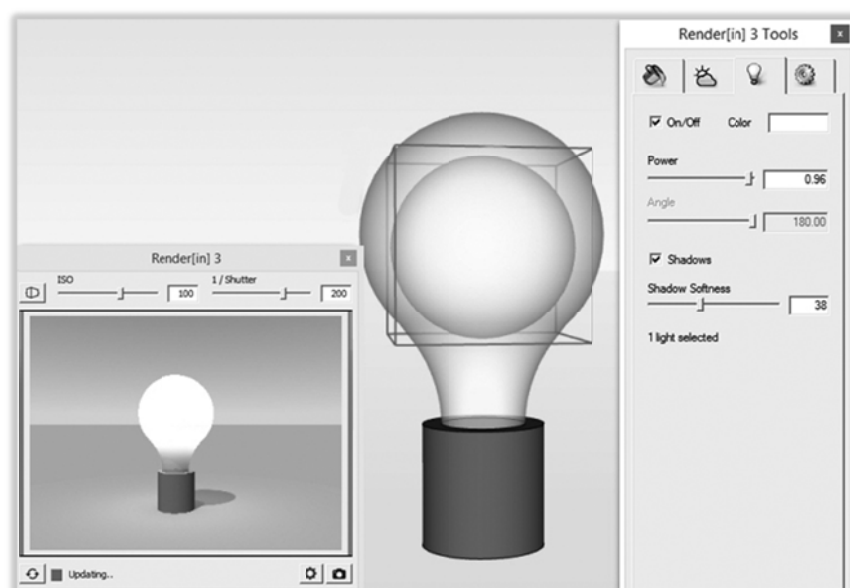 Render[in] 3 Tools
x
On/Off Color
Power
0.96
Angle
180.00
Shadows
Shadow Softness
38
1 light selected
Render[in] 3
x
ISO
100
1 / Shutter
200
Updating..